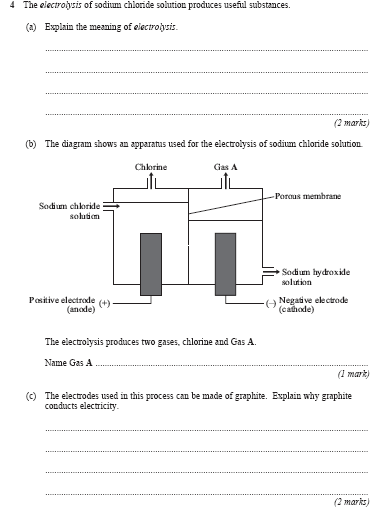 4 The electrolysis of sodium chloride solution produces useful substances.
(a) Explain the meaning of electrolysis.
(2 marks)
(b) The diagram shows an apparatus used for the electrolysis of sodium chloride solution.
Chlorine Gas A
Porous membrane
Sodium chloride
solution
Sodium hydroxide
solution
Positive electrode (+)
(anode)
(–) Negative electrode
(cathode)
The electrolysis produces two gases, chlorine and Gas A.
Name Gas A
(1 mark)
(c) The electrodes used in this process can be made of graphite. Explain why graphite
conducts electricity.
(2 marks)